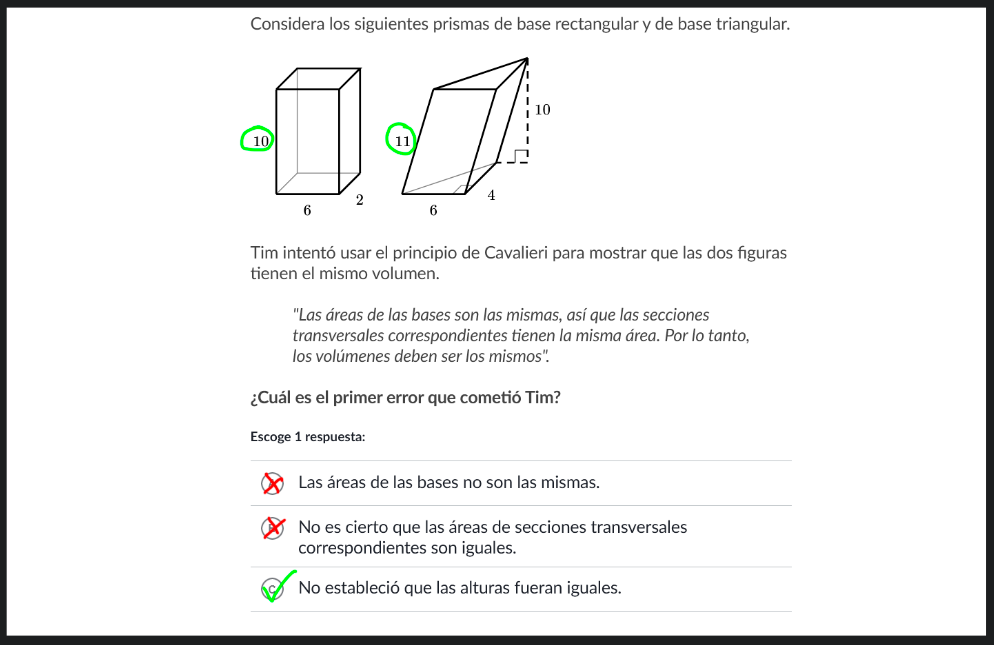 Considera los siguientes prismas de base rectangular y de base triangular.
10
6
2
11
6
4
10
Tim intentó usar el principio de Cavalieri para mostrar que las dos figuras
tienen el mismo volumen.
"Las áreas de las bases son las mismas, así que las secciones
transversales correspondientes tienen la misma área. Por lo tanto,
los volúmenes deben ser los mismos".
¿Cuál es el primer error que cometió Tim?
Escoge 1 respuesta:
Las áreas de las bases no son las mismas.
No es cierto que las áreas de secciones transversales
correspondientes son iguales.
C No estableció que las alturas fueran iguales.